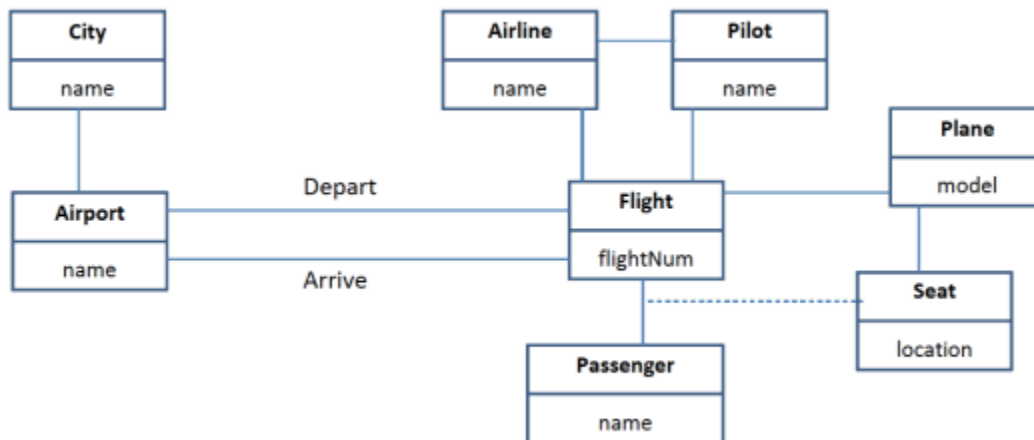 City
name
Airline
name
Pilot
name
Plane
model
Depart
Airport
name
Arrive
Flight
flightNum
Seat
location
Passenger
name